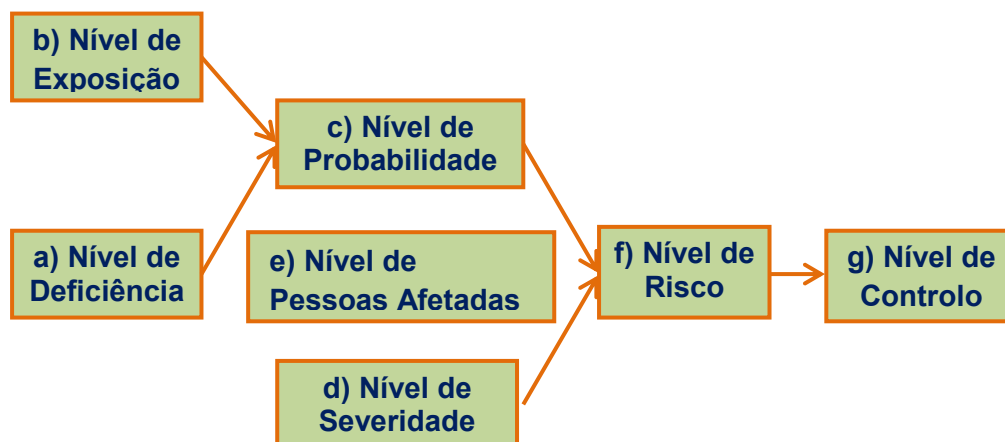 b) Nível de
Exposição
c) Nível de
Probabilidade
a) Nível de
Deficiência
e) Nível de
Pessoas Afetadas
f) Nível de
Risco
g) Nível de
Controlo
d) Nível de
Severidade